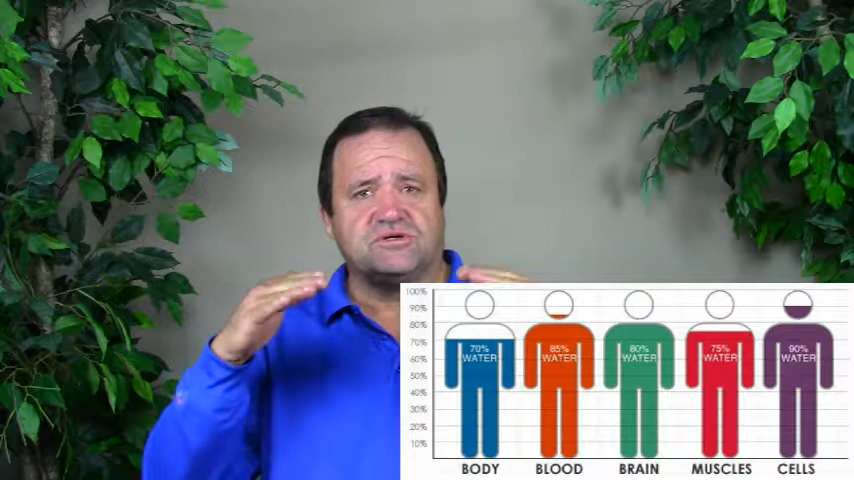 100%
90%
80%
70%
60%
50%
40%
30%
20%
10%
70%
WATER
85%
WATER
80%
WATER
75%
WATER
90%
WATER
BODY BLOOD BRAIN MUSCLES CELLS